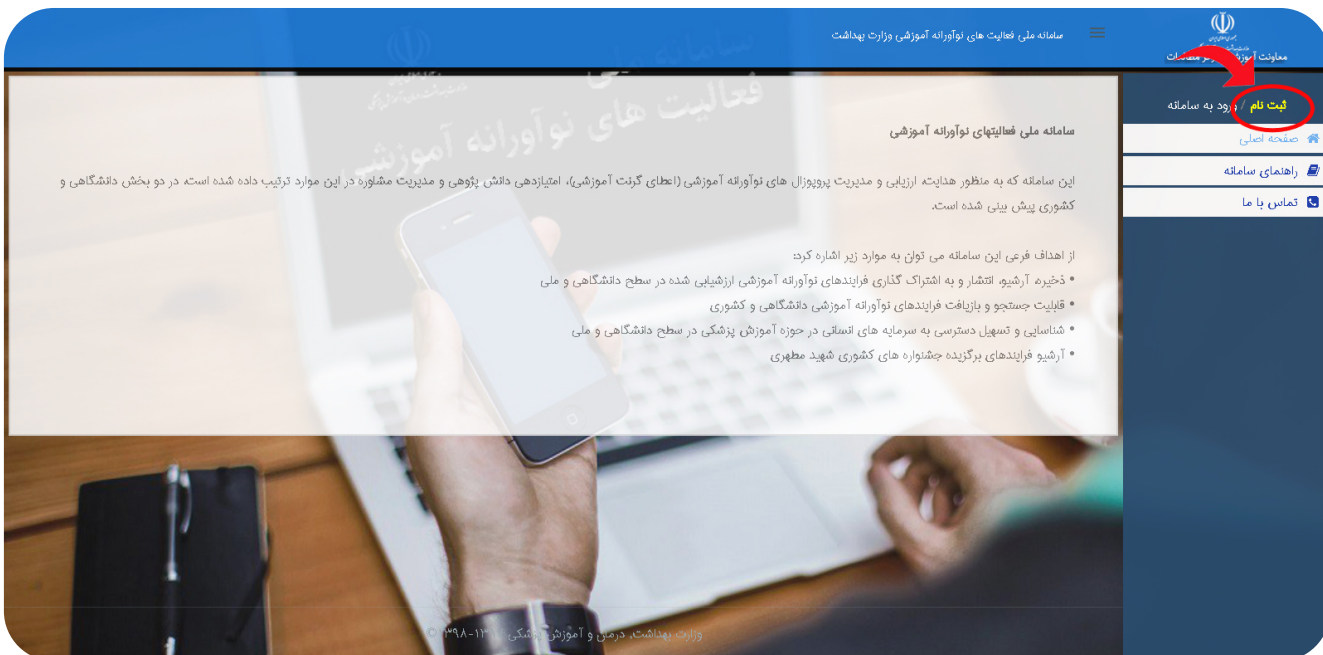 سامانه ملی فعالیت های نوآورانه آموزشی وزارت بهداشت
معاونت
ثبت نام / ورود به سامانه
صفحه اصلی
راهنمای سامانه
تماس با ما
سامانه ملی
فعالیت های نوآورانه آموزشی
سامانه ملی فعالیتهای نوآورانه آموزشی
این سامانه که به منظور هدایت، ارزیابی و مدیریت پروپوزال های نوآورانه آموزشی (اعطای گرنت آموزشی)، امتیازدهی دانش پژوهی و مدیریت مشاوره در این موارد ترتیب داده شده است، در دو بخش دانشگاهی و
کشوری پیش بینی شده است.
از اهداف فرعی این سامانه می توان به موارد زیر اشاره کرد:
• ذخیره، آرشیو، انتشار و به اشتراک گذاری فرایندهای نوآورانه آموزشی ارزشیابی شده در سطح دانشگاهی و ملی
• قابلیت جستجو و بازیافت فرایندهای نوآورانه آموزشی دانشگاهی و کشوری
• شناسایی و تسهیل دسترسی به سرمایه های انسانی در حوزه آموزش پزشکی در سطح دانشگاهی و ملی
• آرشیو فرایندهای برگزیده جشنواره های کشوری شهید مطهری
وزارت بهداشت، درمان و آموزش پزشکی